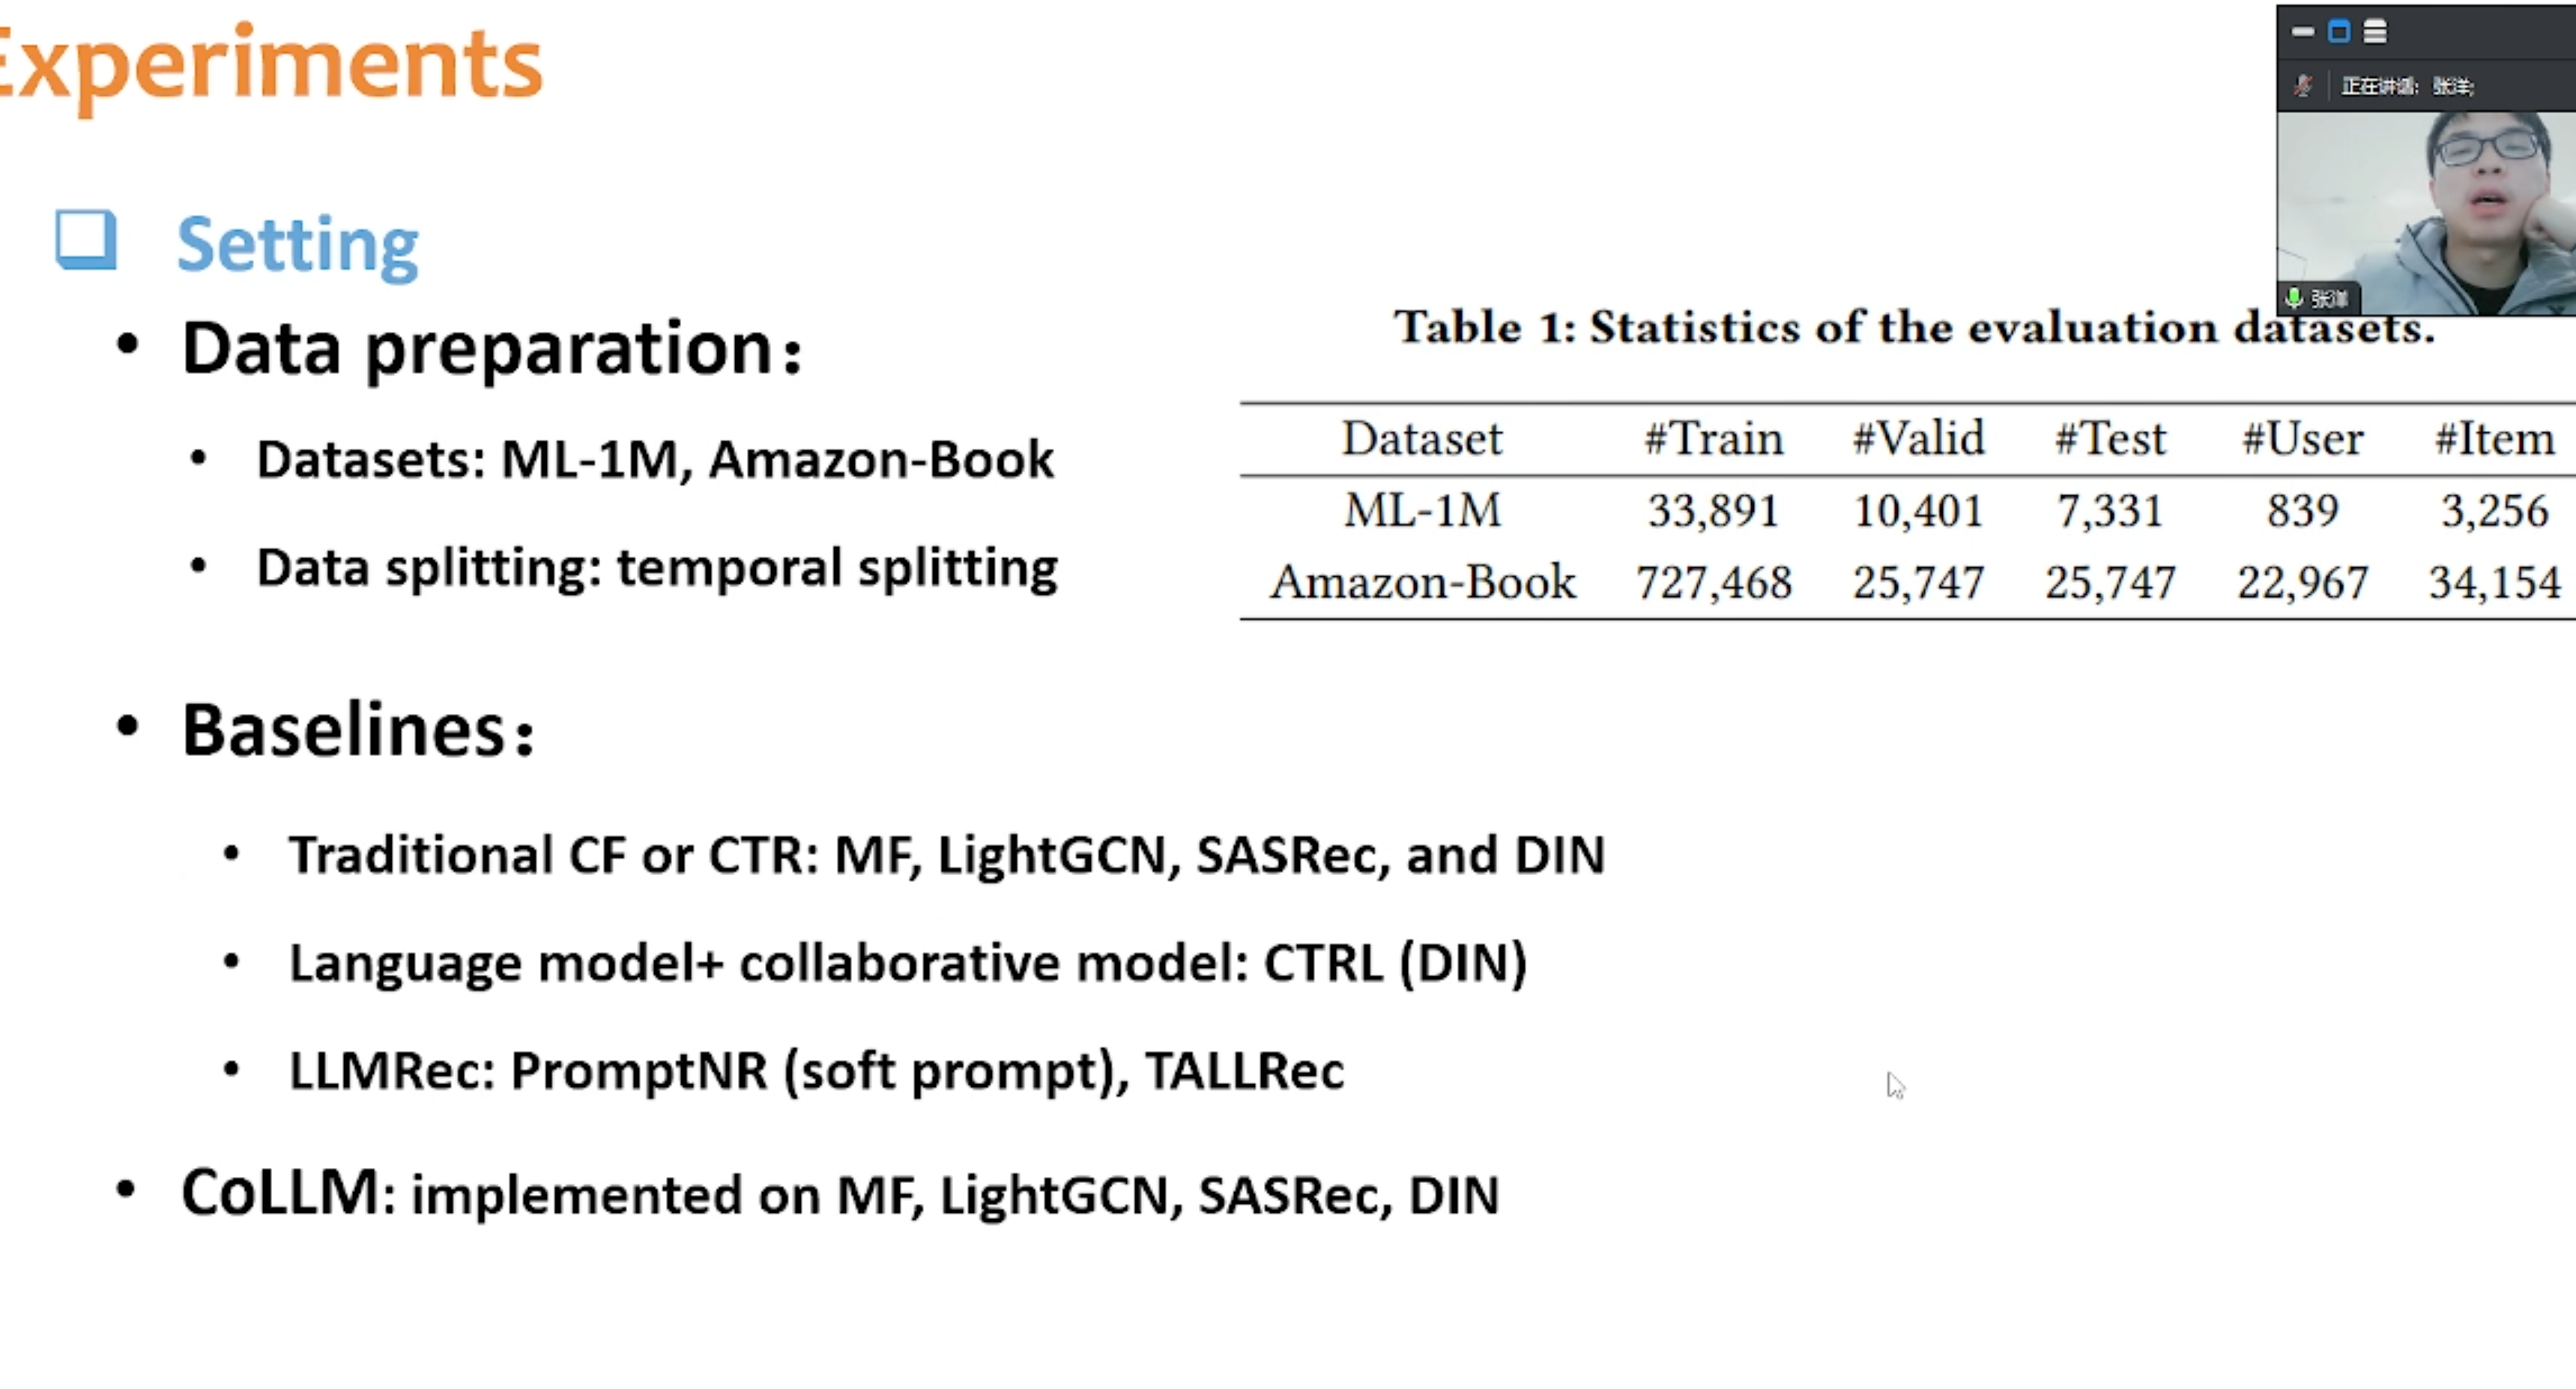 Experiments
正在讲话: 张洋;
张洋
Setting
• Data preparation：
• Datasets: ML-1M, Amazon-Book
• Data splitting: temporal splitting
Table 1: Statistics of the evaluation datasets.
Dataset #Train #Valid #Test #User #Item
ML-1M 33,891 10,401 7,331 839 3,256
Amazon-Book 727,468 25,747 25,747 22,967 34,154
• Baselines：
• Traditional CF or CTR: MF, LightGCN, SASRec, and DIN
• Language model+ collaborative model: CTRL (DIN)
• LLMRec: PromptNR (soft prompt), TALLRec
• CoLLM: implemented on MF, LightGCN, SASRec, DIN